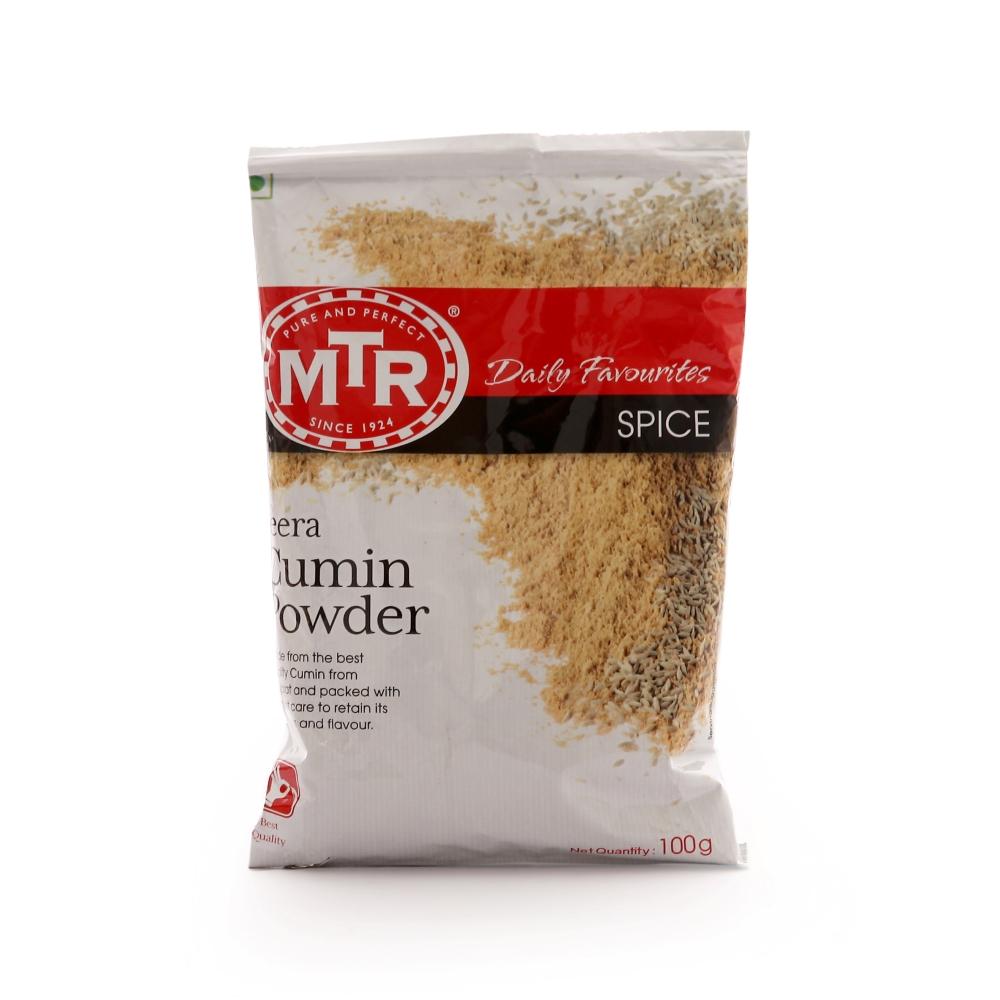 PURE AND PERFECT
MTR
®
SINCE 1924
Daily Favourites
SPICE
eera
Cumin
Powder
e from the best
ty Cumin from
and packed with
care to retain its
and flavour.
Best
Quality
Net Quantity : 100g